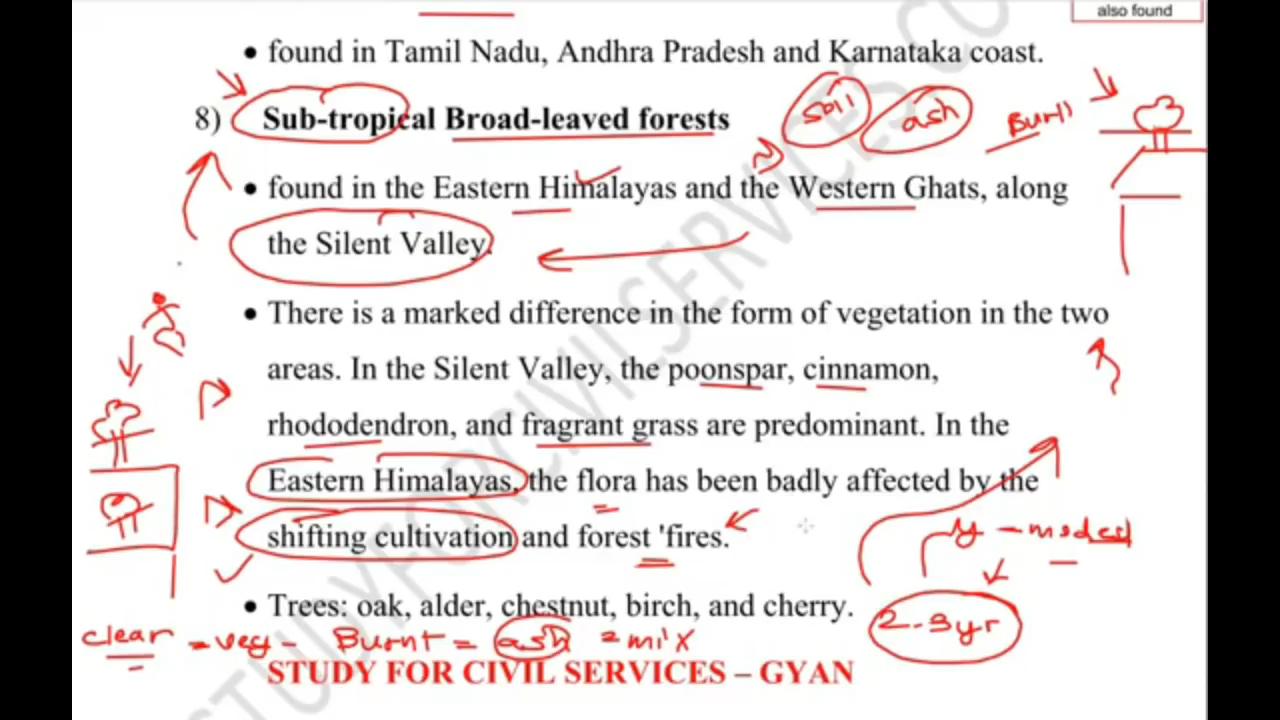 also found
• found in Tamil Nadu, Andhra Pradesh and Karnataka coast.
8) Sub-tropical Broad-leaved forests
soil ash Burn
• found in the Eastern Himalayas and the Western Ghats, along
the Silent Valley.
• There is a marked difference in the form of vegetation in the two
areas. In the Silent Valley, the poonspar, cinnamon,
rhododendron, and fragrant grass are predominant. In the
Eastern Himalayas, the flora has been badly affected by the
shifting cultivation and forest 'fires.
• Trees: oak, alder, chestnut, birch, and cherry.
2-3yr
clear = veg - Burnt = ash = mix
STUDY FOR CIVIL SERVICES – GYAN